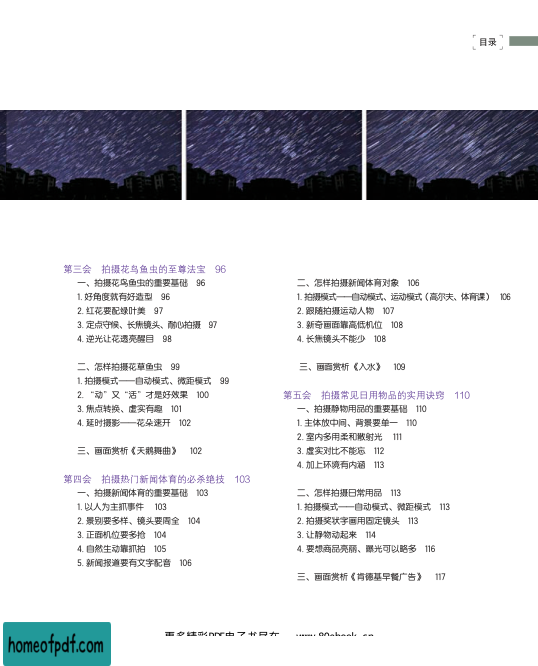 目录
第三会 拍摄花鸟鱼虫的至尊法宝 96
一、拍摄花鸟鱼虫的重要基础 96
1. 好角度就有好造型 96
2. 红花要配绿叶美 97
3. 定点守候、长焦镜头、耐心拍摄 97
4. 逆光让花透亮醒目 98
二、怎样拍摄花草鱼虫 99
1. 拍摄模式——自动模式、微距模式 99
2. “动”又“活”才是好效果 100
3. 焦点转换、虚实有趣 101
4. 延时摄影——花朵速开 102
三、画面赏析《天鹅舞曲》 102
第四会 拍摄热门新闻体育的必杀绝技 103
一、拍摄新闻体育的重要基础 103
1. 以人为主抓事件 103
2. 景别要多样、镜头要周全 104
3. 正面机位要多抢 104
4. 自然生动靠抓拍 105
5. 新闻报道要有文字配音 106
二、怎样拍摄新闻体育对象 106
1. 拍摄模式——自动模式、运动模式（高尔夫、体育课） 106
2. 跟随拍摄运动人物 107
3. 新奇画面靠高低机位 108
4. 长焦镜头不能少 108
三、画面赏析《入水》 109
第五会 拍摄常见日用物品的实用诀窍 110
一、拍摄静物用品的重要基础 110
1. 主体放中间、背景要单一 110
2. 室内多用柔和散射光 111
3. 虚实对比不能忘 112
4. 加上环境有内涵 113
二、怎样拍摄日常用品 113
1. 拍摄模式——自动模式、微距模式 113
2. 拍摄奖状字画用固定镜头 113
3. 让静物动起来 114
4. 要想商品亮丽、曝光可以略多 116
三、画面赏析《肯德基早餐广告》 117
homeofpdf.com